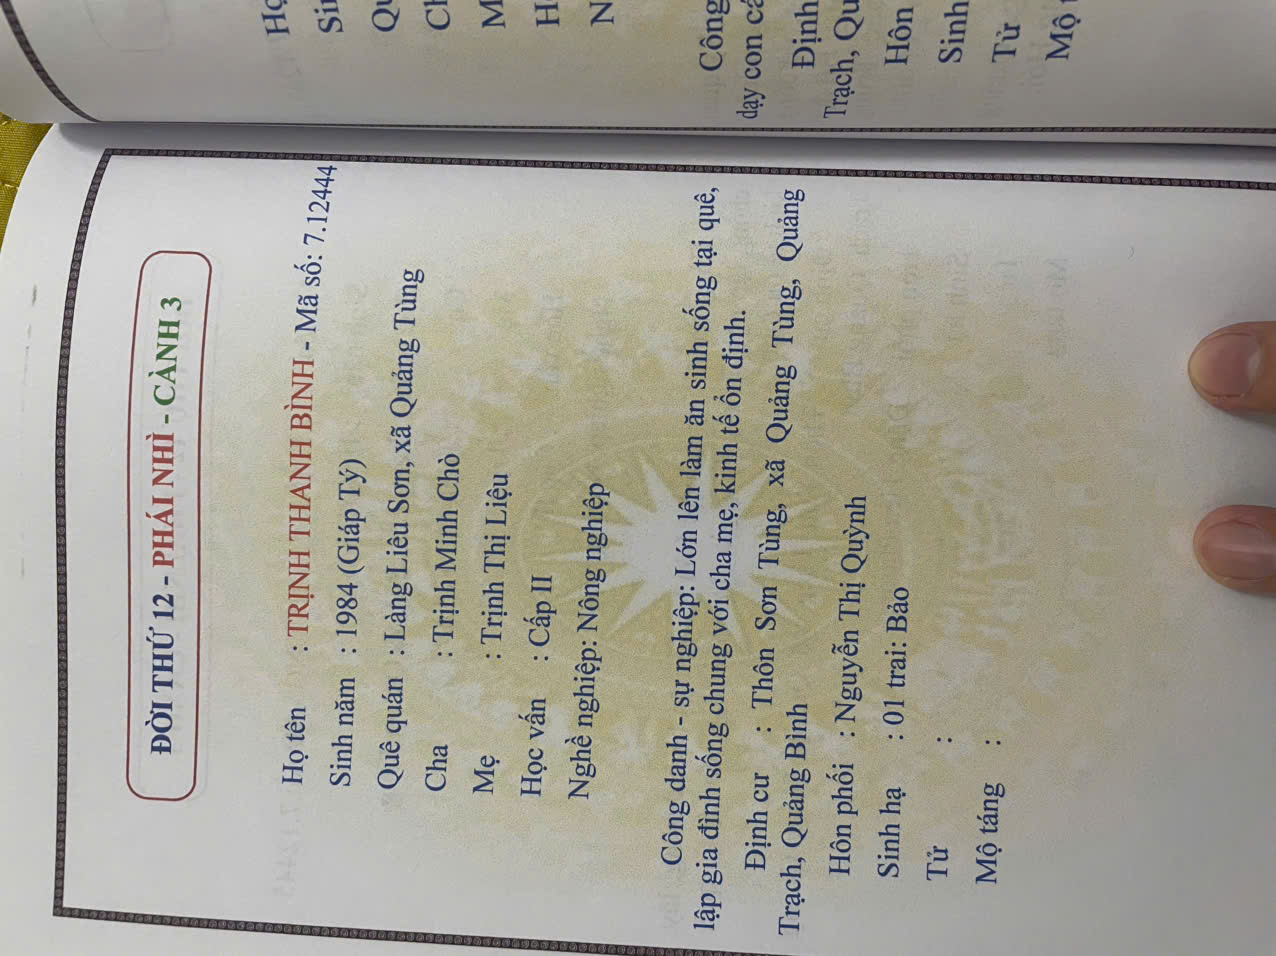 ĐỜI THỨ 12 - PHÁI NHÌ - CÀNH 3
Họ tên : TRỊNH THANH BÌNH - Mã số: 7.12444
Sinh năm : 1984 (Giáp Tý)
Quê quán : Làng Liêu Sơn, xã Quảng Tùng
Cha : Trịnh Minh Chò
Mẹ : Trịnh Thị Liệu
Học vấn : Cấp II
Nghề nghiệp: Nông nghiệp
Công danh - sự nghiệp: Lớn lên làm ăn sinh sống tại quê,
lập gia đình sống chung với cha mẹ, kinh tế ổn định.
Định cư : Thôn Sơn Tùng, xã Quảng Tùng, Quảng
Trạch, Quảng Bình
Hôn phối : Nguyễn Thị Quỳnh
Sinh hạ : 01 trai: Bảo
Tử :
Mộ táng :
Công
dạy con
Định
Trạch, Qu
Hôn
Sinh
Tử
Mộ